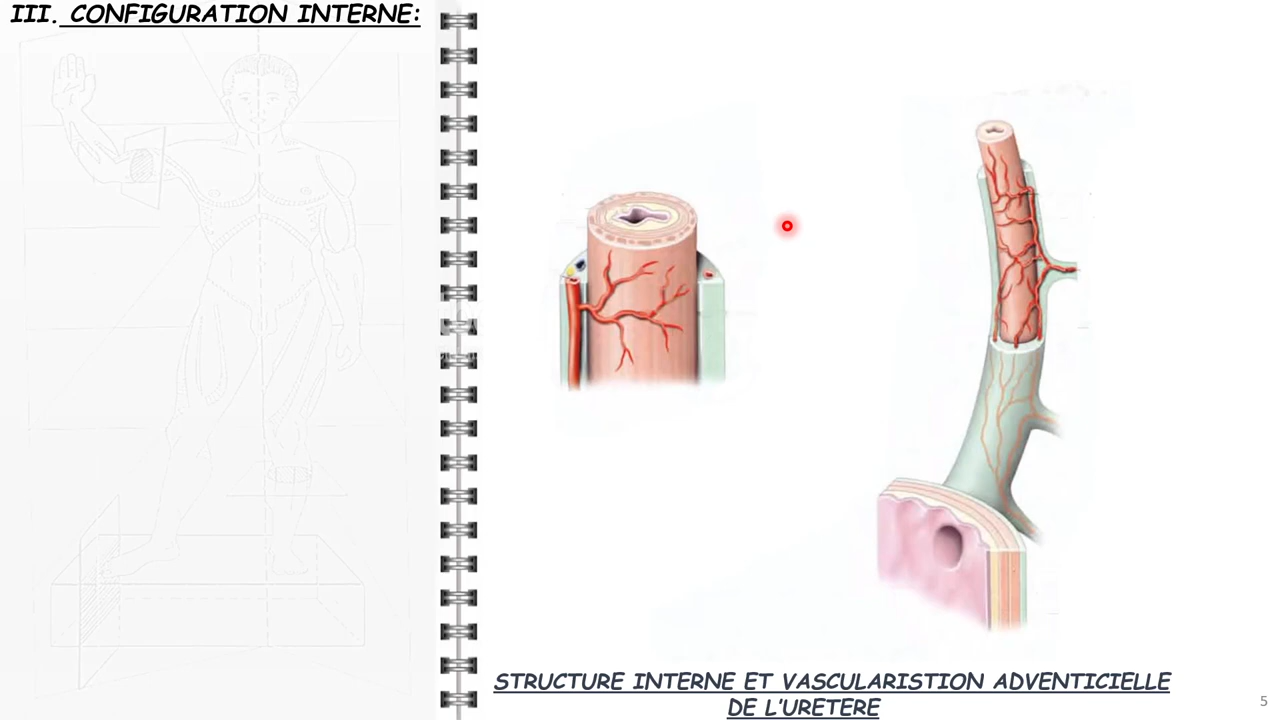 III. CONFIGURATION INTERNE:
STRUCTURE INTERNE ET VASCULARISTION ADVENTICIELLE
DE L'URETERE
5